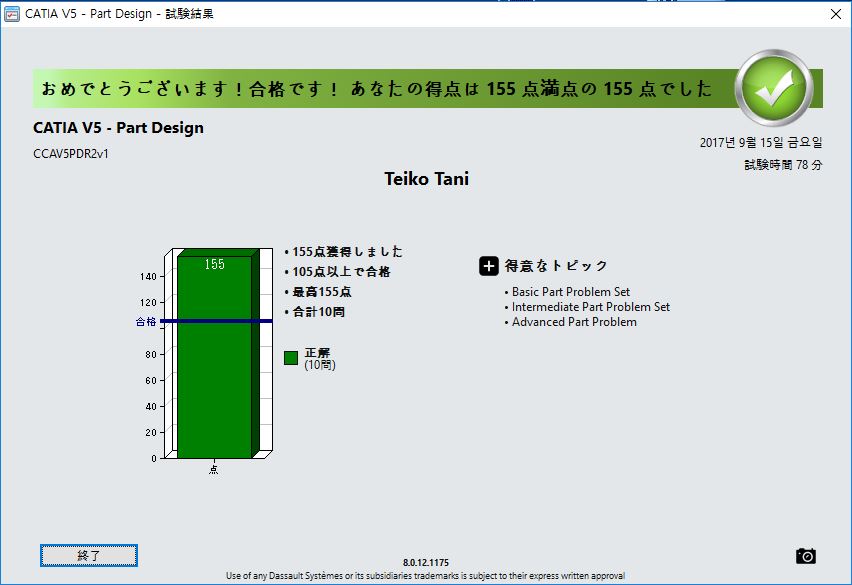 CATIA V5 - Part Design - 試験結果
おめでとうございます！合格です！ あなたの得点は 155 点満点の 155 点でした
CATIA V5 - Part Design
CCAV5PDR2v1
2017년 9월 15일 금요일
試験時間 78 分
Teiko Tani
155
140
120
合格
80
60
40
20
0
点
• 155点獲得しました
• 105点以上で合格
• 最高155点
• 合計10問
正解
(10問)
得意なトピック
• Basic Part Problem Set
• Intermediate Part Problem Set
• Advanced Part Problem
終了
8.0.12.1175
Use of any Dassault Systèmes or its subsidiaries trademarks is subject to their express written approval